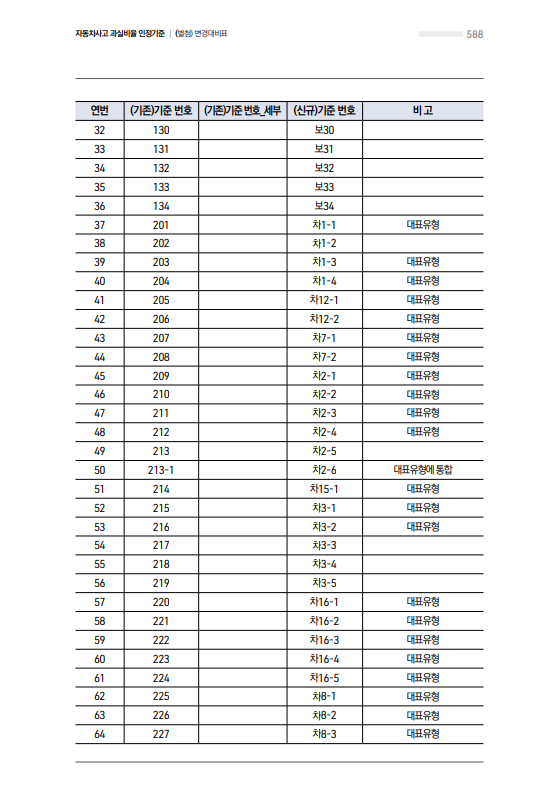 자동차사고 과실비율 인정기준 | (별첨) 변경대비표 588
연번 (기존)기준 번호 (기존)기준 번호_세부 (신규)기준 번호 비 고
32 130 보30
33 131 보31
34 132 보32
35 133 보33
36 134 보34
37 201 차1-1 대표유형
38 202 차1-2
39 203 차1-3 대표유형
40 204 차1-4 대표유형
41 205 차12-1 대표유형
42 206 차12-2 대표유형
43 207 차7-1 대표유형
44 208 차7-2 대표유형
45 209 차2-1 대표유형
46 210 차2-2 대표유형
47 211 차2-3 대표유형
48 212 차2-4 대표유형
49 213 차2-5
50 213-1 차2-6 대표유형에 통합
51 214 차15-1 대표유형
52 215 차3-1 대표유형
53 216 차3-2 대표유형
54 217 차3-3
55 218 차3-4
56 219 차3-5
57 220 차16-1 대표유형
58 221 차16-2 대표유형
59 222 차16-3 대표유형
60 223 차16-4 대표유형
61 224 차16-5 대표유형
62 225 차8-1 대표유형
63 226 차8-2 대표유형
64 227 차8-3 대표유형